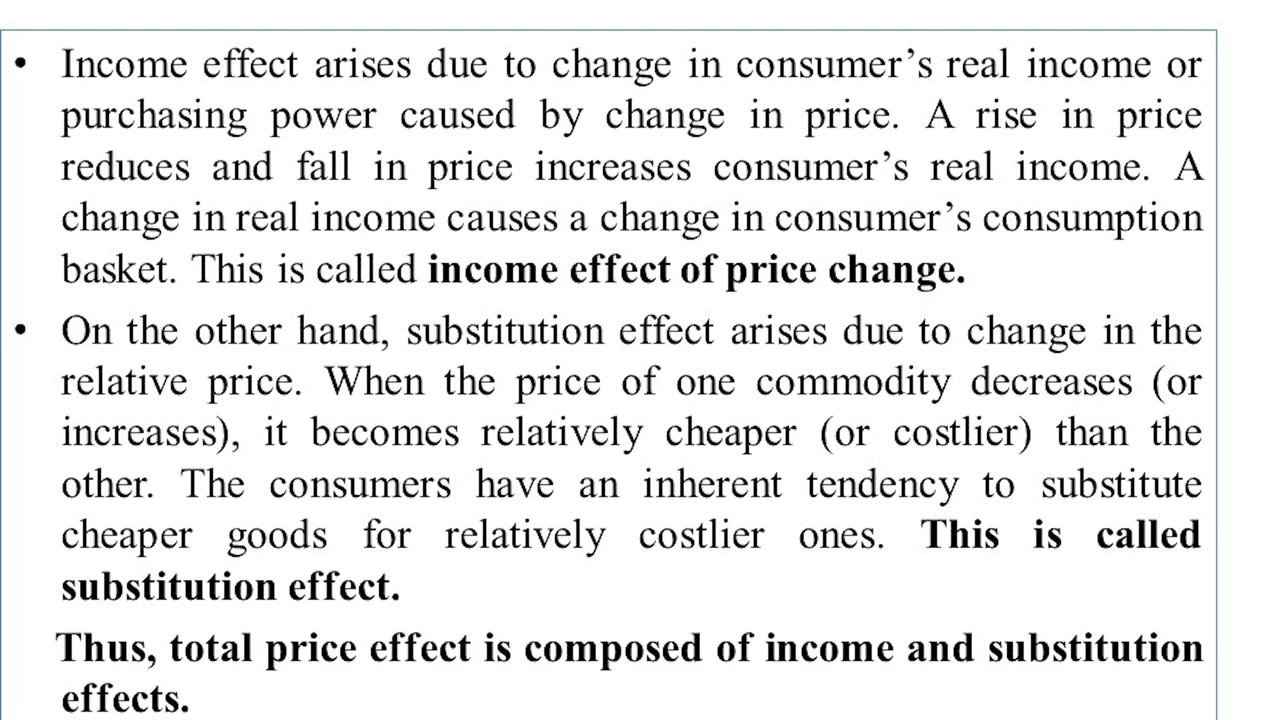 • Income effect arises due to change in consumer’s real income or
purchasing power caused by change in price. A rise in price
reduces and fall in price increases consumer’s real income. A
change in real income causes a change in consumer’s consumption
basket. This is called income effect of price change.
• On the other hand, substitution effect arises due to change in the
relative price. When the price of one commodity decreases (or
increases), it becomes relatively cheaper (or costlier) than the
other. The consumers have an inherent tendency to substitute
cheaper goods for relatively costlier ones. This is called
substitution effect.
Thus, total price effect is composed of income and substitution
effects.